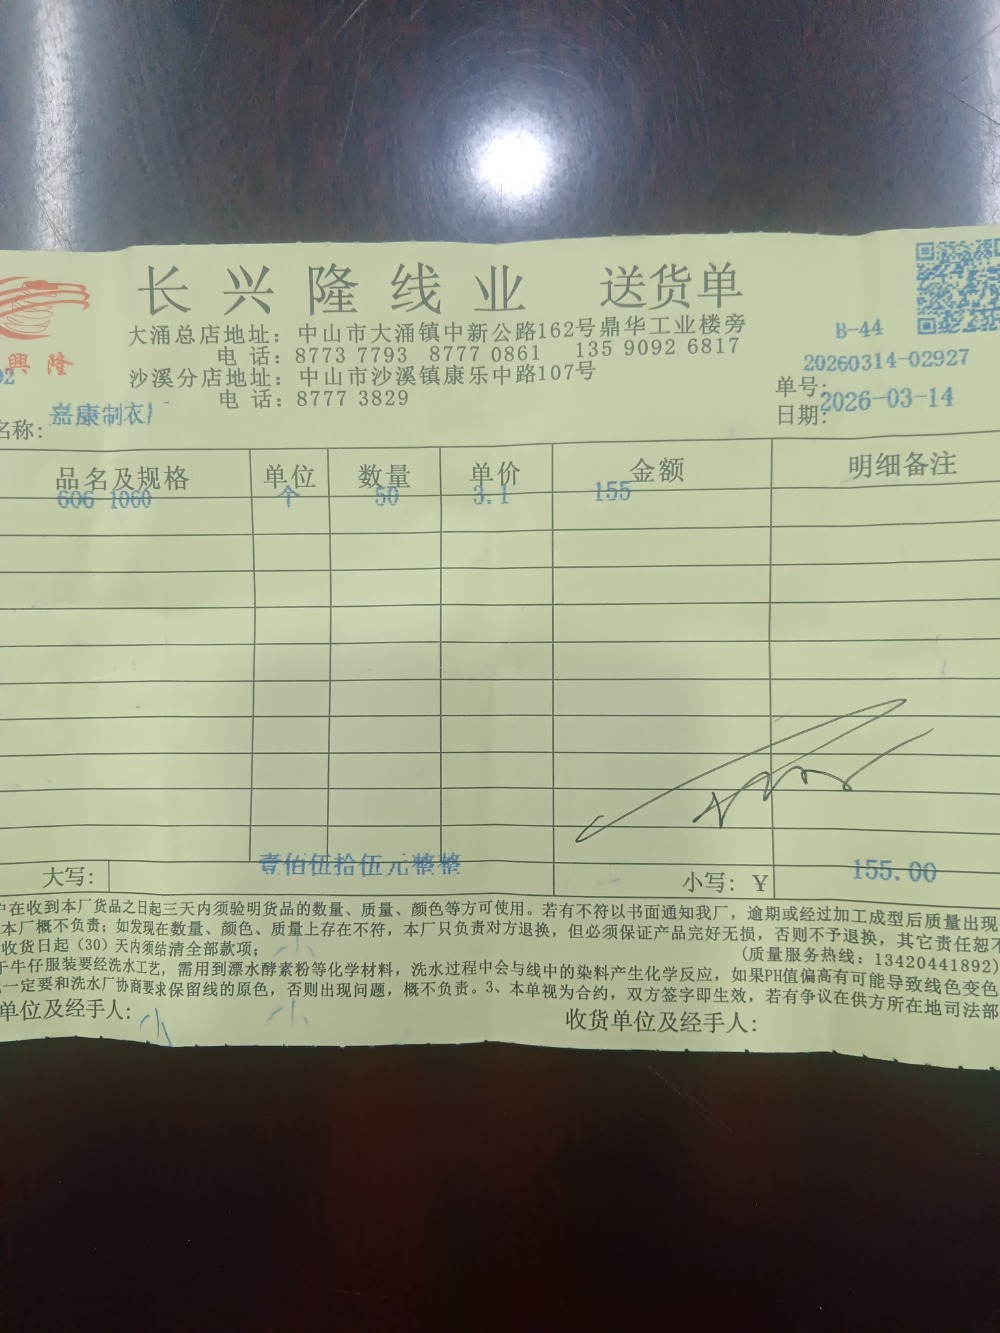 长兴隆线业 送货单
大涌总店地址: 中山市大涌镇中新公路162号鼎华工业楼旁
电 话: 8773 7793 8777 0861 135 9092 6817
沙溪分店地址: 中山市沙溪镇康乐中路107号
电 话: 8777 3829
興隆
B-44
单号: 20260314-02927
日期: 2026-03-14
名称: 嘉康制衣
品名及规格 单位 数量 单价 金额 明细备注
606 1060 个 50 3.1 155
大写: 壹佰伍拾伍元整整 小写: ¥ 155.00
在收到本厂货品之日起三天内须验明货品的数量、质量、颜色等方可使用。若有不符以书面通知我厂，逾期或经过加工成型后质量出现
本厂概不负责；如发现在数量、颜色、质量上存在不符，本厂只负责对方退换，但必须保证产品完好无损，否则不予退换，其它责任恕不
收货日起（30）天内须结清全部款项； (质量服务热线: 13420441892)
牛仔服装要经洗水工艺，需用到漂水酵素粉等化学材料，洗水过程中会与线中的染料产生化学反应，如果PH值偏高有可能导致线色变色
一定要和洗水厂协商要求保留线的原色，否则出现问题，概不负责。3、本单视为合约，双方签字即生效，若有争议在供方所在地司法部
单位及经手人: 小 收货单位及经手人: